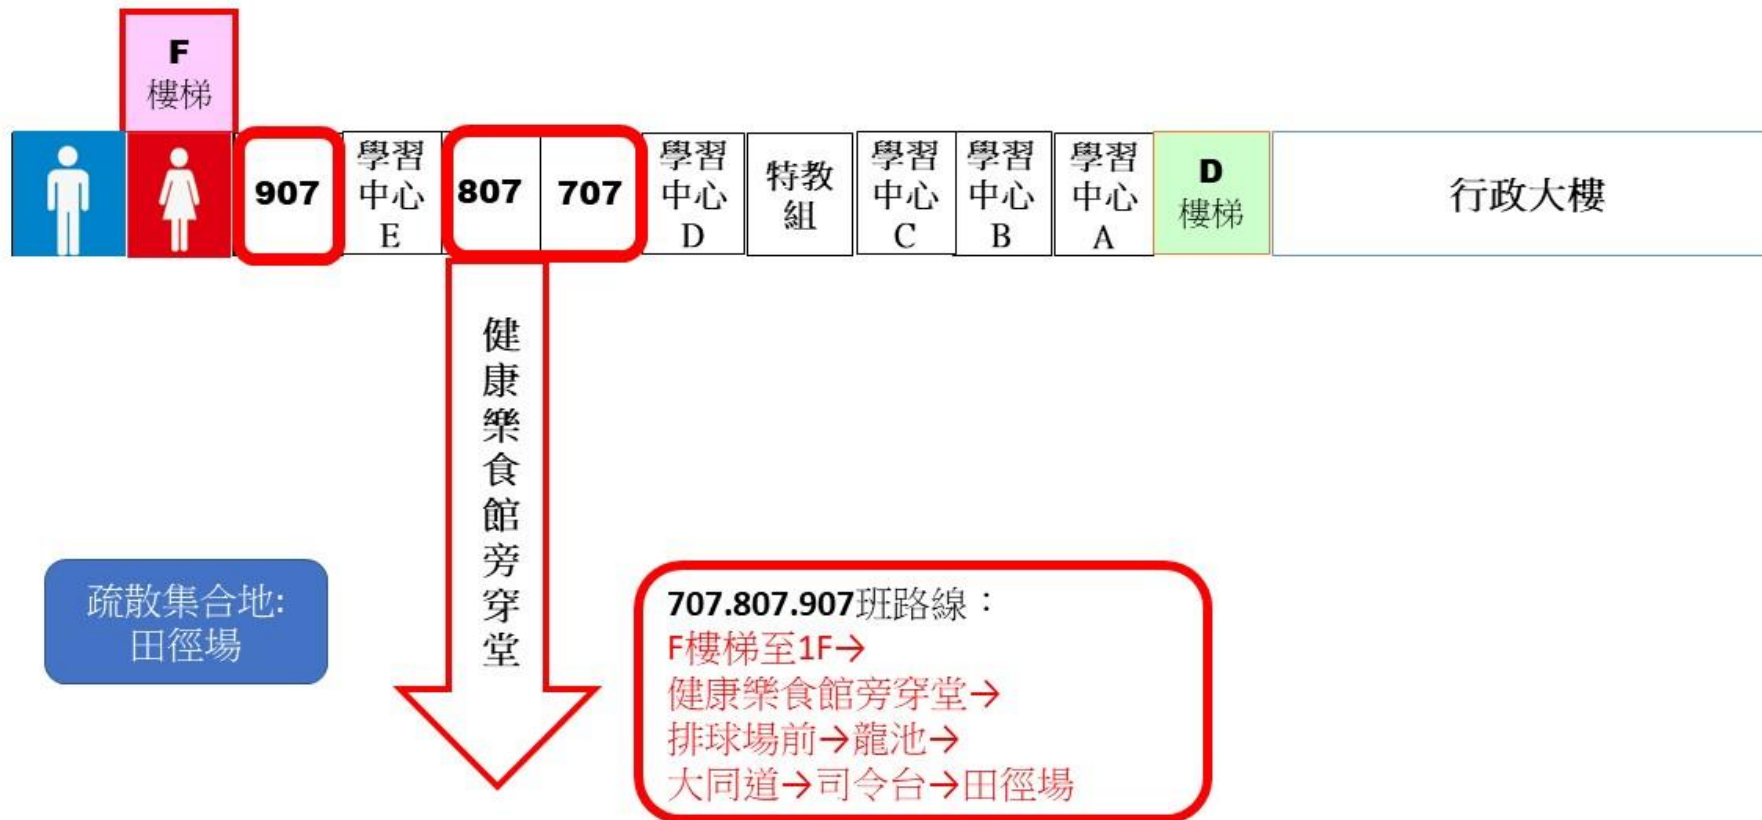 F
樓梯
907
學習
中心
E
807
707
學習
中心
D
特教
組
學習
中心
C
學習
中心
B
學習
中心
A
D
樓梯
行政大樓
健康樂食館旁穿堂
疏散集合地:
田徑場
707.807.907班路線：
F樓梯至1F→
健康樂食館旁穿堂→
排球場前→龍池→
大同道→司令台→田徑場